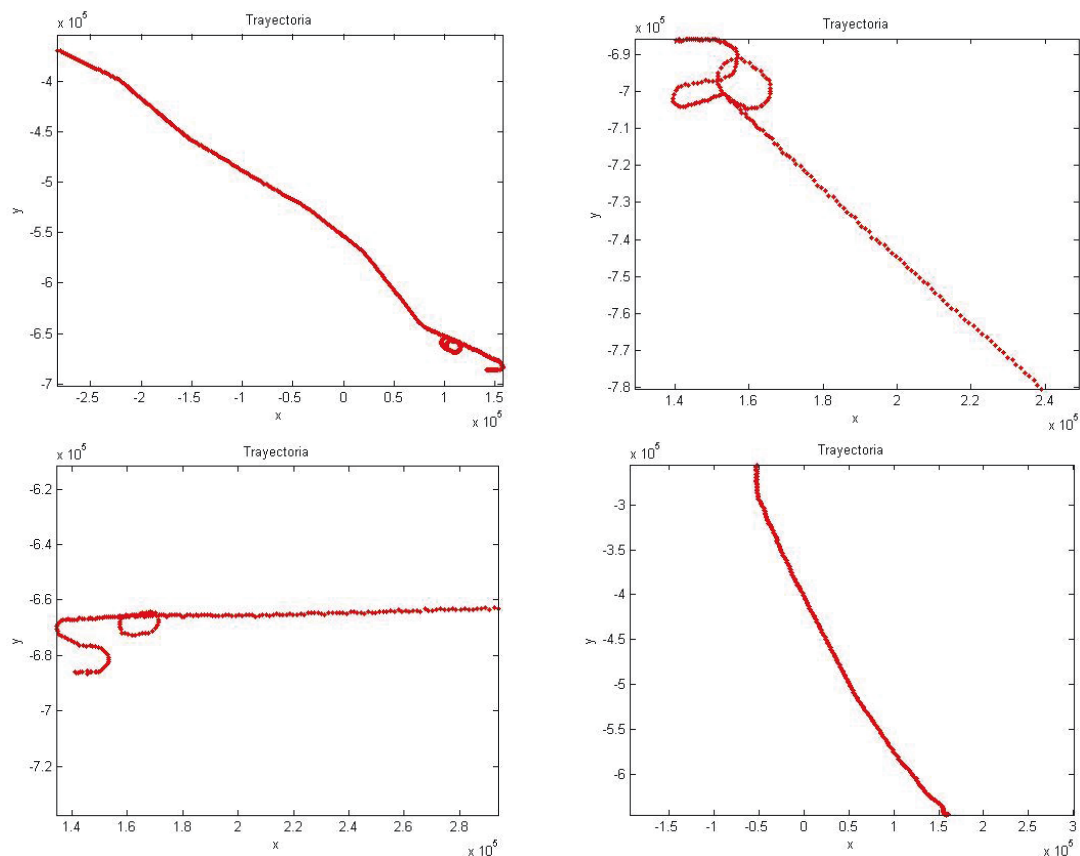 x 10^5
Trayectoria
-4
-4.5
-5
-5.5
-6
-6.5
-7
y
-2.5 -2 -1.5 -1 -0.5 0 0.5 1 1.5
x
x 10^5
x 10^5
Trayectoria
-6.9
-7
-7.1
-7.2
-7.3
-7.4
-7.5
-7.6
-7.7
-7.8
y
1.4 1.6 1.8 2 2.2 2.4
x
x 10^5
x 10^5
Trayectoria
-6.2
-6.4
-6.6
-6.8
-7
-7.2
y
1.4 1.6 1.8 2 2.2 2.4 2.6 2.8
x
x 10^5
x 10^5
Trayectoria
-3
-3.5
-4
-4.5
-5
-5.5
-6
y
-1.5 -1 -0.5 0 0.5 1 1.5 2 2.5 3
x
x 10^5